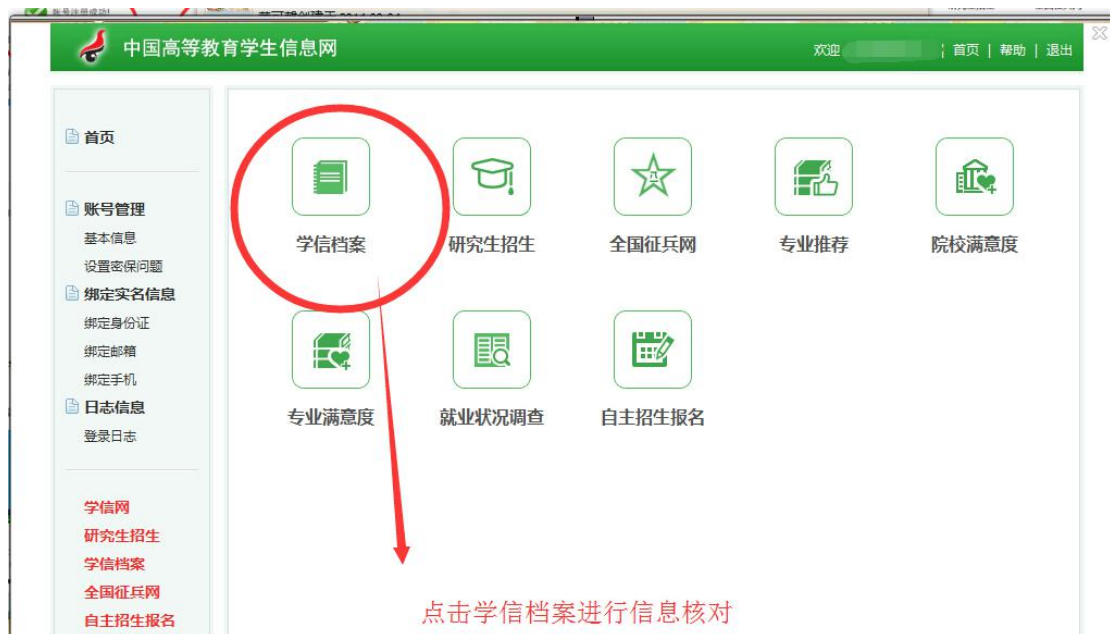 账号注册成功!
中国高等教育学生信息网
欢迎 | 首页 | 帮助 | 退出
首页
账号管理
基本信息
设置密保问题
绑定实名信息
绑定身份证
绑定邮箱
绑定手机
日志信息
登录日志
学信网
研究生招生
学信档案
全国征兵网
自主招生报名
学信档案
研究生招生
全国征兵网
专业推荐
院校满意度
专业满意度
就业状况调查
自主招生报名
点击学信档案进行信息核对